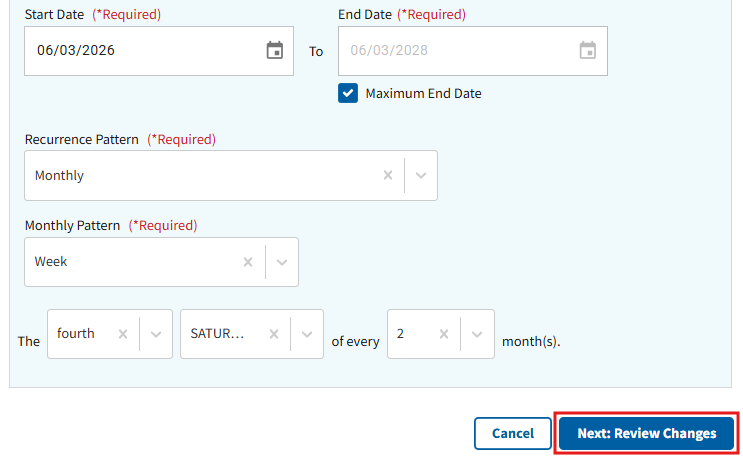 Start Date (*Required) End Date (*Required)
06/03/2026 To 06/03/2028
Maximum End Date
Recurrence Pattern (*Required)
Monthly
Monthly Pattern (*Required)
Week
The fourth SATUR... of every 2 month(s).
Cancel Next: Review Changes